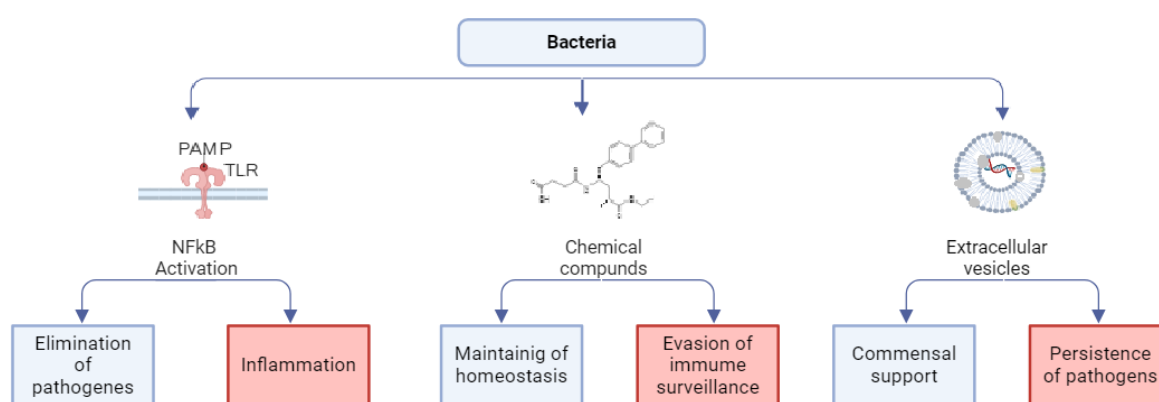 Bacteria
PAMP
TLR
NFkB
Activation
Chemical
compunds
Extracellular
vesicles
Elimination
of
pathogenes
Inflammation
Maintainig of
homeostasis
Evasion of
immume
surveillance
Commensal
support
Persistence
of pathogens